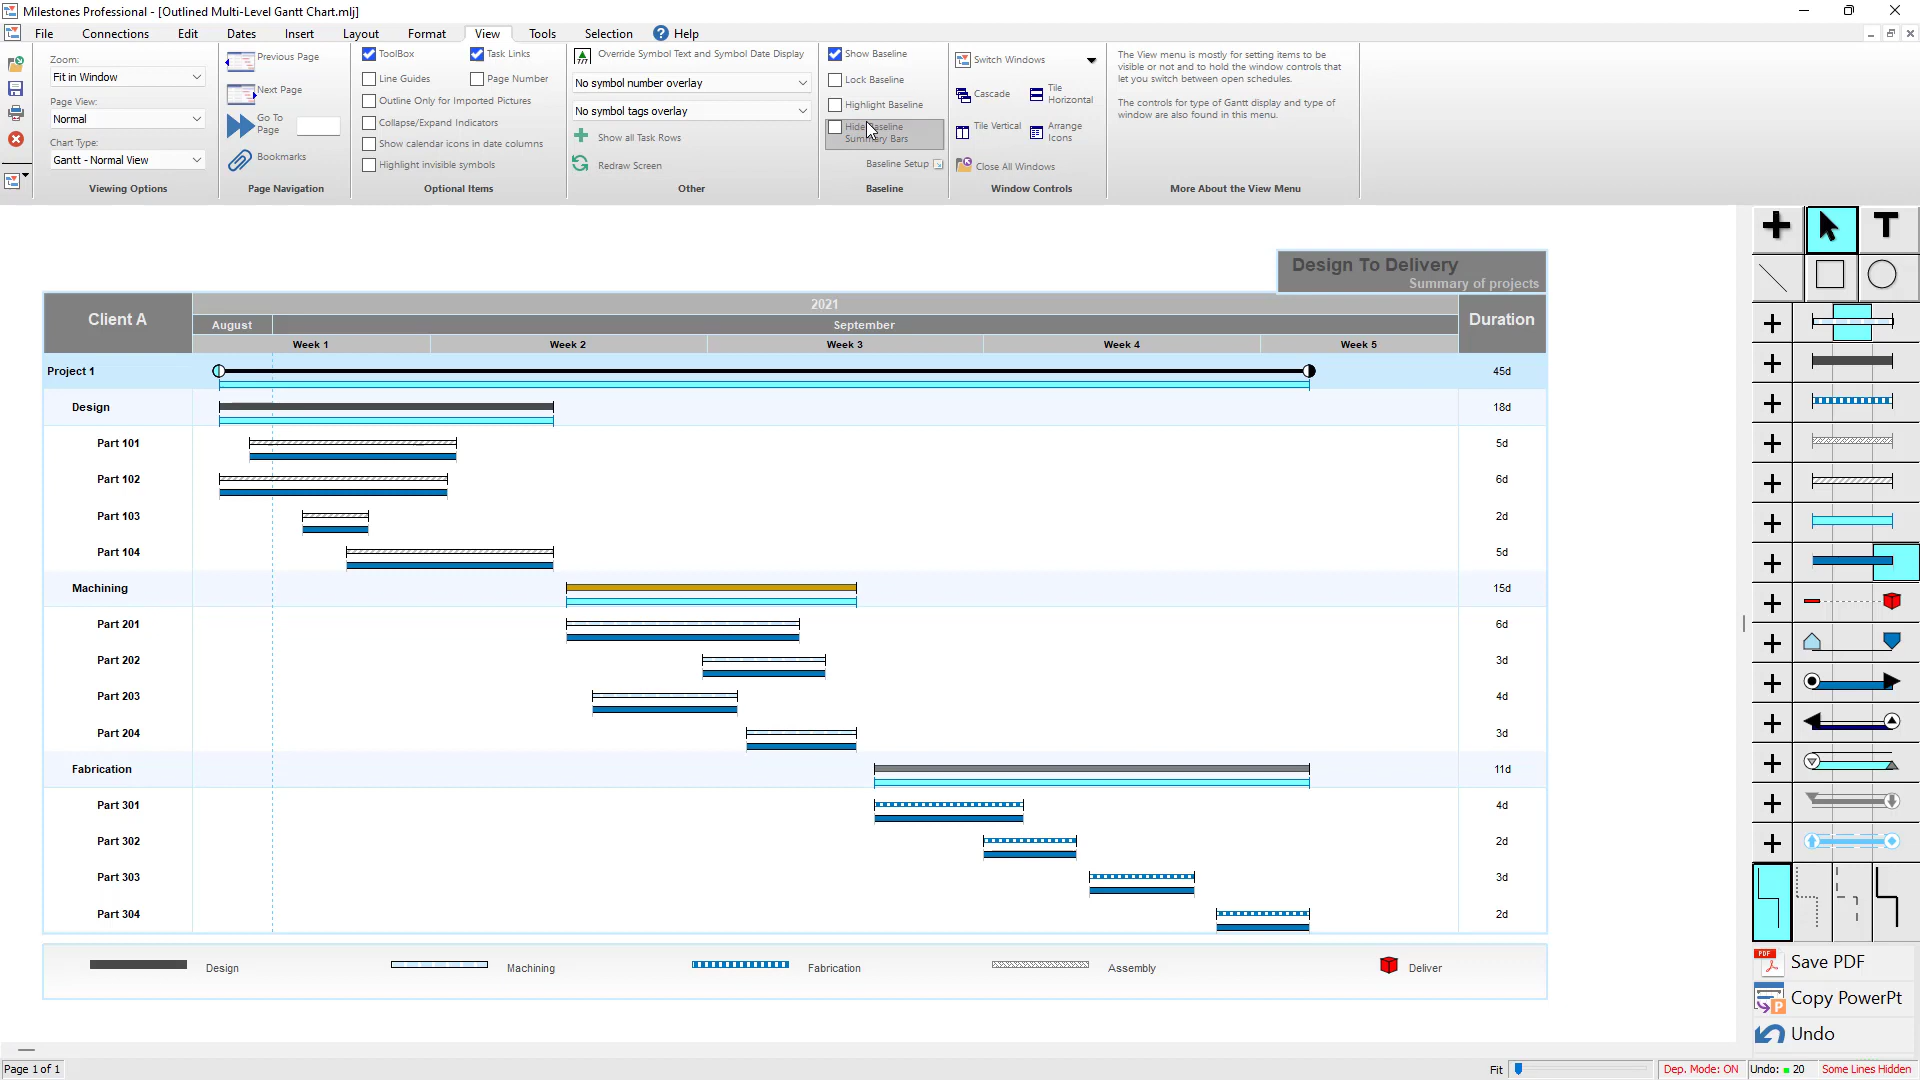 Milestones Professional - [Outlined Multi-Level Gantt Chart.mlj]
File Connections Edit Dates Insert Layout Format View Tools Selection Help
Zoom:
Fit in Window
Page View:
Normal
Chart Type:
Gantt - Normal View
Viewing Options
Previous Page
Next Page
Go To
Page
Bookmarks
Page Navigation
ToolBox
Task Links
Line Guides
Page Number
Outline Only for Imported Pictures
Collapse/Expand Indicators
Show calendar icons in date columns
Highlight invisible symbols
Optional Items
Override Symbol Text and Symbol Date Display
No symbol number overlay
No symbol tags overlay
Show all Task Rows
Redraw Screen
Other
Show Baseline
Lock Baseline
Highlight Baseline
Hide Baseline
Summary Bars
Baseline Setup
Baseline
Switch Windows
Cascade
Tile
Horizontal
Tile Vertical
Arrange
Icons
Close All Windows
Window Controls
The View menu is mostly for setting items to be
visible or not and to hold the window controls that
let you switch between open schedules.
The controls for type of Gantt display and type of
window are also found in this menu.
More About the View Menu
Design To Delivery
Summary of projects
Client A
2021
Duration
August
September
Week 1
Week 2
Week 3
Week 4
Week 5
Project 1
45d
Design
18d
Part 101
5d
Part 102
6d
Part 103
2d
Part 104
5d
Machining
15d
Part 201
6d
Part 202
3d
Part 203
4d
Part 204
3d
Fabrication
11d
Part 301
4d
Part 302
2d
Part 303
3d
Part 304
2d
Design
Machining
Fabrication
Assembly
Deliver
T
PDF
Save PDF
P
Copy PowerPt
Undo
Page 1 of 1
Fit
Dep. Mode: ON
Undo: 20
Some Lines Hidden